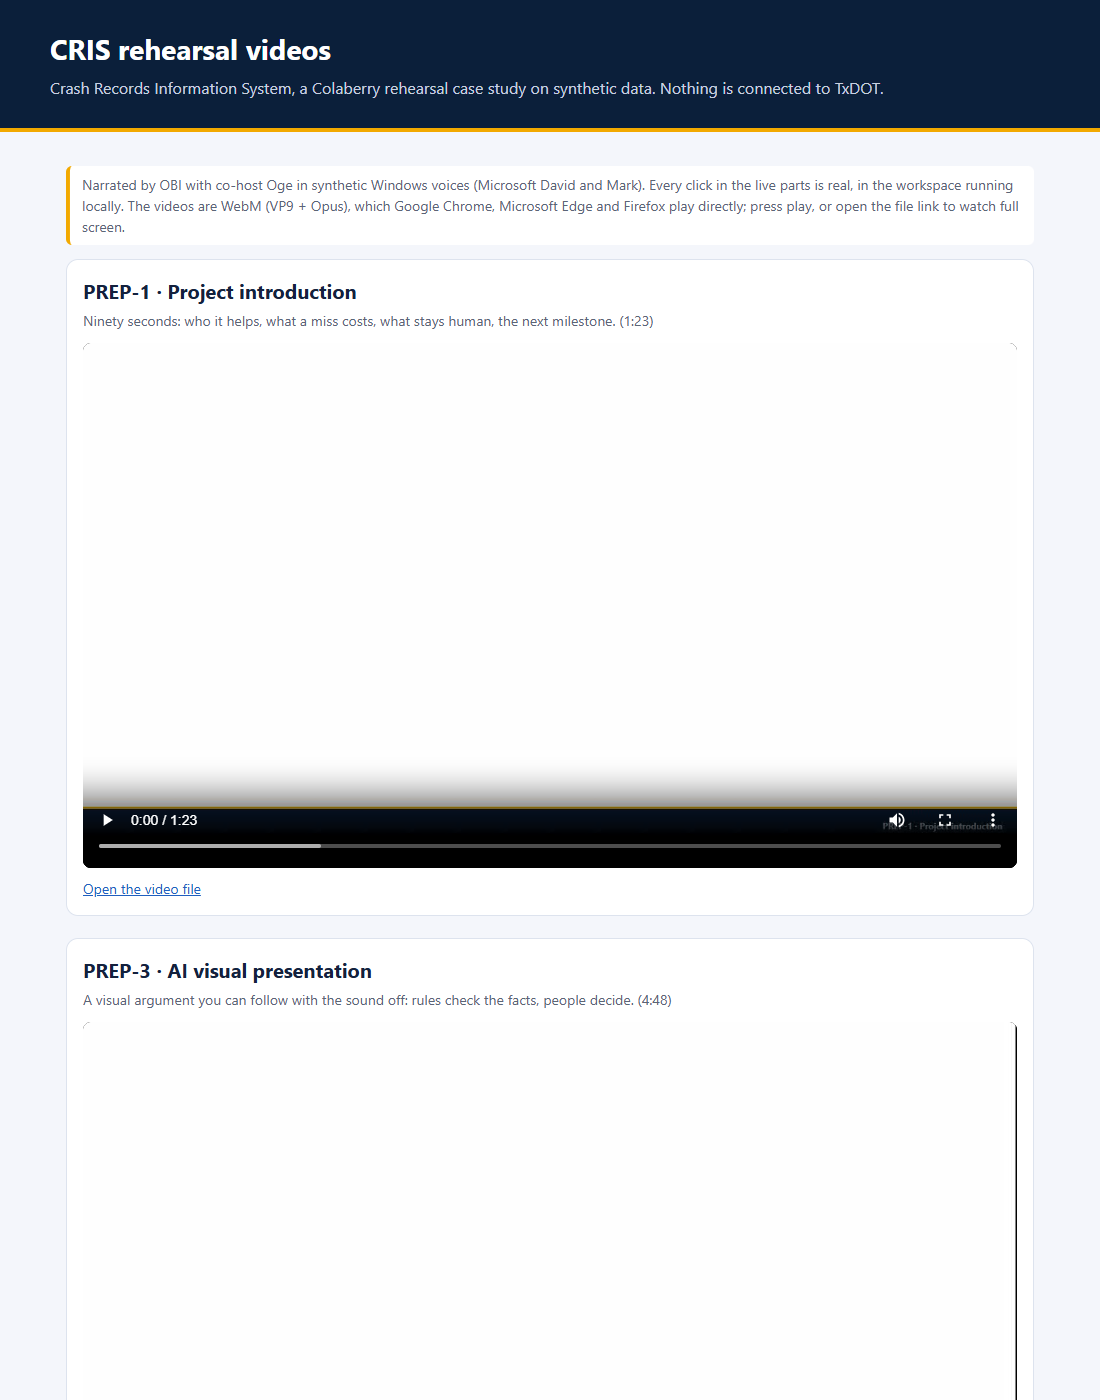 CRIS rehearsal videos
Crash Records Information System, a Colaberry rehearsal case study on synthetic data. Nothing is connected to TxDOT.
Narrated by OBI with co-host Oge in synthetic Windows voices (Microsoft David and Mark). Every click in the live parts is real, in the workspace running
locally. The videos are WebM (VP9 + Opus), which Google Chrome, Microsoft Edge and Firefox play directly; press play, or open the file link to watch full
screen.
PREP-1 · Project introduction
Ninety seconds: who it helps, what a miss costs, what stays human, the next milestone. (1:23)
0:00 / 1:23
PREP-1 · Project introduction
Open the video file
PREP-3 · AI visual presentation
A visual argument you can follow with the sound off: rules check the facts, people decide. (4:48)